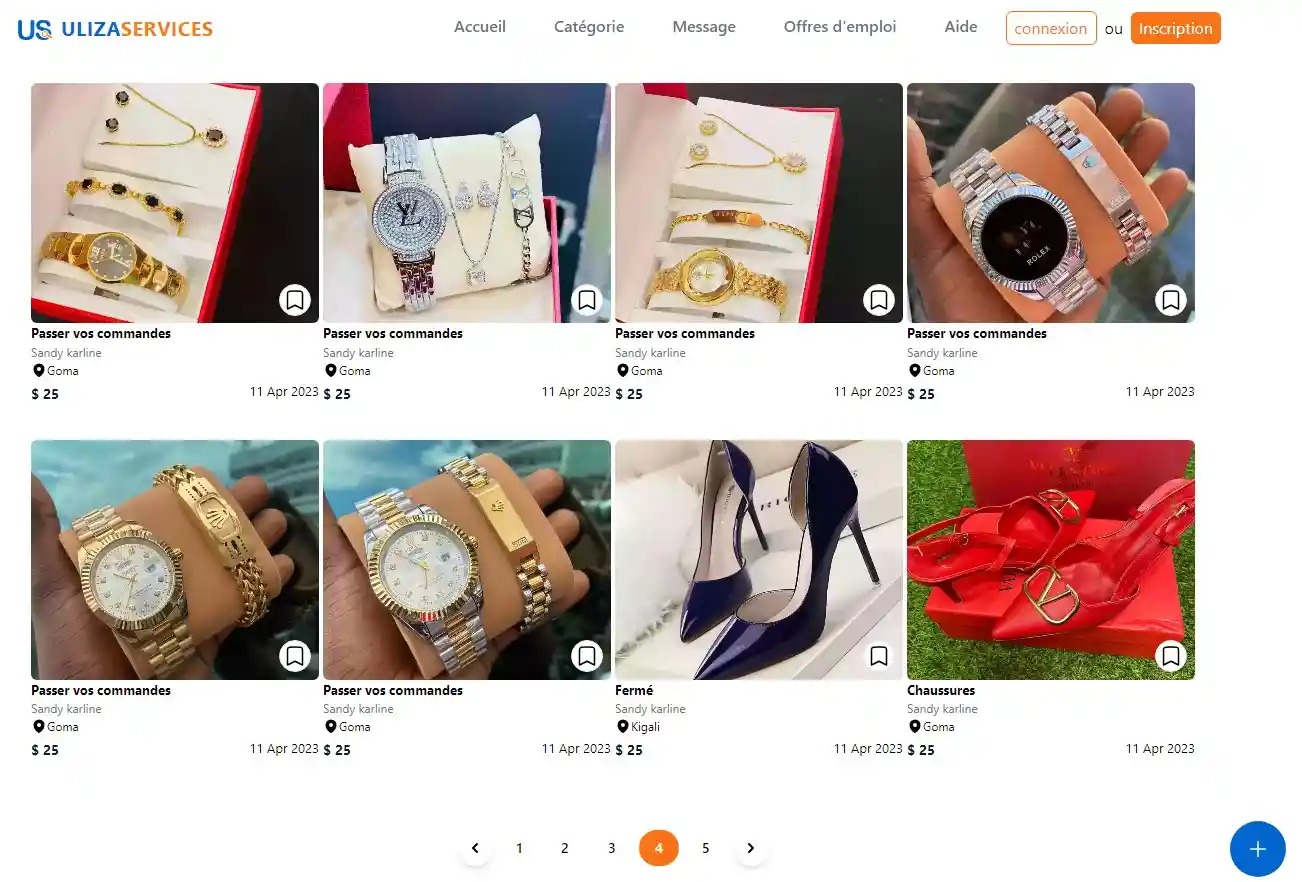 US ULIZASERVICES
Accueil Catégorie Message Offres d'emploi Aide connexion ou Inscription
ROLEX
Passer vos commandes Passer vos commandes Passer vos commandes Passer vos commandes
Sandy karline Sandy karline Sandy karline Sandy karline
Goma Goma Goma Goma
$ 25 11 Apr 2023 $ 25 11 Apr 2023 $ 25 11 Apr 2023 $ 25 11 Apr 2023
Passer vos commandes Passer vos commandes Fermé Chaussures
Sandy karline Sandy karline Sandy karline Sandy karline
Goma Goma Kigali Goma
$ 25 11 Apr 2023 $ 25 11 Apr 2023 $ 25 11 Apr 2023 $ 25 11 Apr 2023
1 2 3 4 5